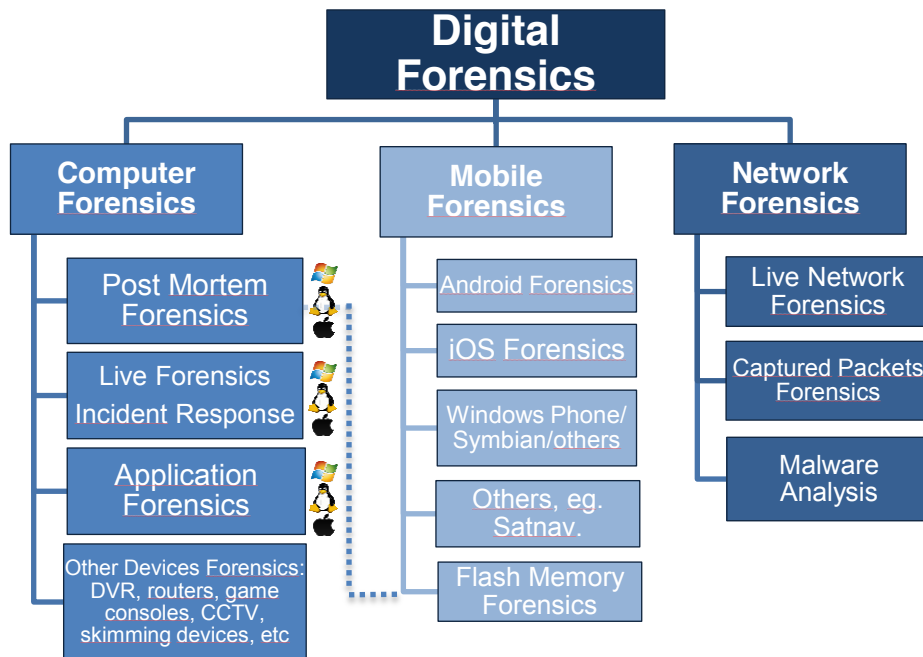 Digital
Forensics
Computer
Forensics
Post Mortem
Forensics
Live Forensics
Incident Response
Application
Forensics
Other Devices Forensics:
DVR, routers, game
consoles, CCTV,
skimming devices, etc
Mobile
Forensics
Android Forensics
iOS Forensics
Windows Phone/
Symbian/others
Others, eg.
Satnav.
Flash Memory
Forensics
Network
Forensics
Live Network
Forensics
Captured Packets
Forensics
Malware
Analysis